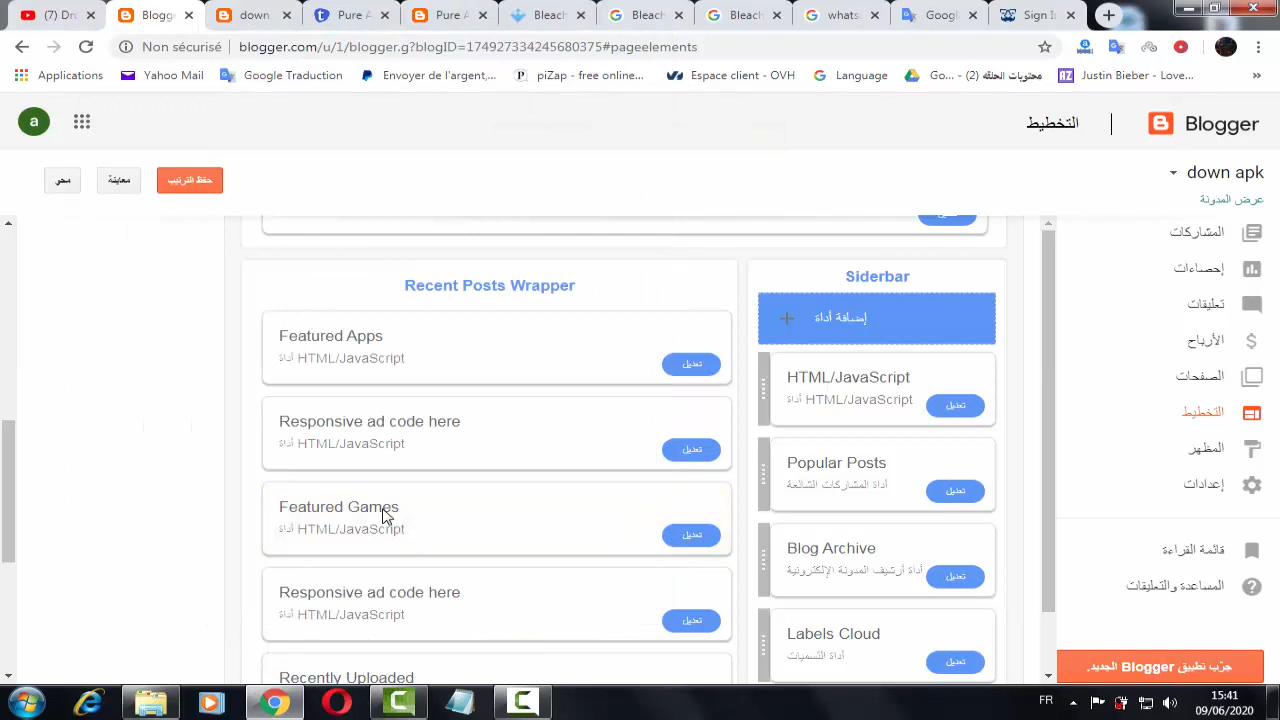 (7) Dr
Blogg
down
Pure A
Pure
Bleach
Bleac
whats
Googl
Sign I
Non sécurisé
blogger.com/u/1/blogger.g?blogID=174927334245680375#pageelements
Applications
Yahoo Mail
Google Traduction
Envoyer de l'argent,...
piZap - free online...
Espace client - OVH
Language
محتويات الحلقه (2) - Go...
Justin Bieber - Love...
»
a
التخطيط
Blogger
محو
معاينة
حفظ الترتيب
down apk
عرض المدونة
المشاركات
إحصاءات
تعليقات
الأرباح
الصفحات
التخطيط
المظهر
إعدادات
قائمة القراءة
المساعدة والتعليقات
جرّب تطبيق Blogger الجديد.
تعديل
Recent Posts Wrapper
Featured Apps
أداة HTML/JavaScript
تعديل
Responsive ad code here
أداة HTML/JavaScript
تعديل
Featured Games
أداة HTML/JavaScript
تعديل
Responsive ad code here
أداة HTML/JavaScript
تعديل
Recently Uploaded
Siderbar
إضافة أداة
HTML/JavaScript
أداة HTML/JavaScript
تعديل
Popular Posts
أداة المشاركات الشائعة
تعديل
Blog Archive
أداة أرشيف المدونة الإلكترونية
تعديل
Labels Cloud
أداة التسميات
تعديل
FR
15:41
09/06/2020